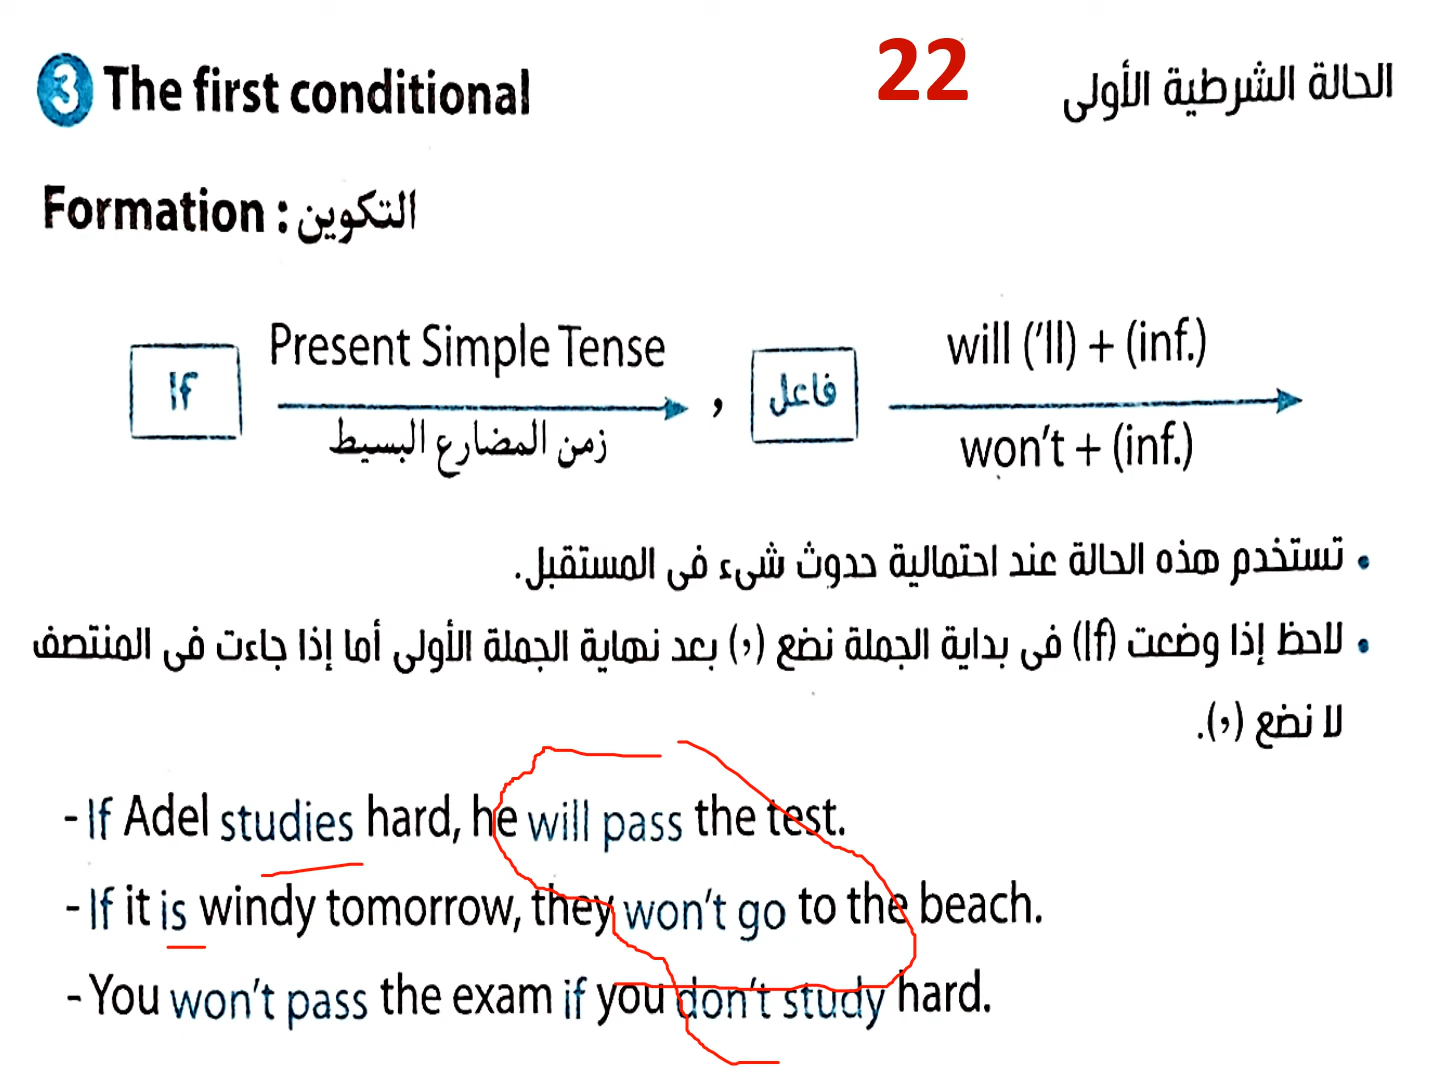 3 The first conditional 22 الحالة الشرطية الأولى
Formation : التكوين
If Present Simple Tense , فاعل will ('ll) + (inf.)
زمن المضارع البسيط won't + (inf.)
• تستخدم هذه الحالة عند احتمالية حدوث شىء فى المستقبل.
• لاحظ إذا وضعت (If) فى بداية الجملة نضع (,) بعد نهاية الجملة الأولى أما إذا جاءت فى المنتصف
لا نضع (,).
- If Adel studies hard, he will pass the test.
- If it is windy tomorrow, they won't go to the beach.
- You won't pass the exam if you don't study hard.